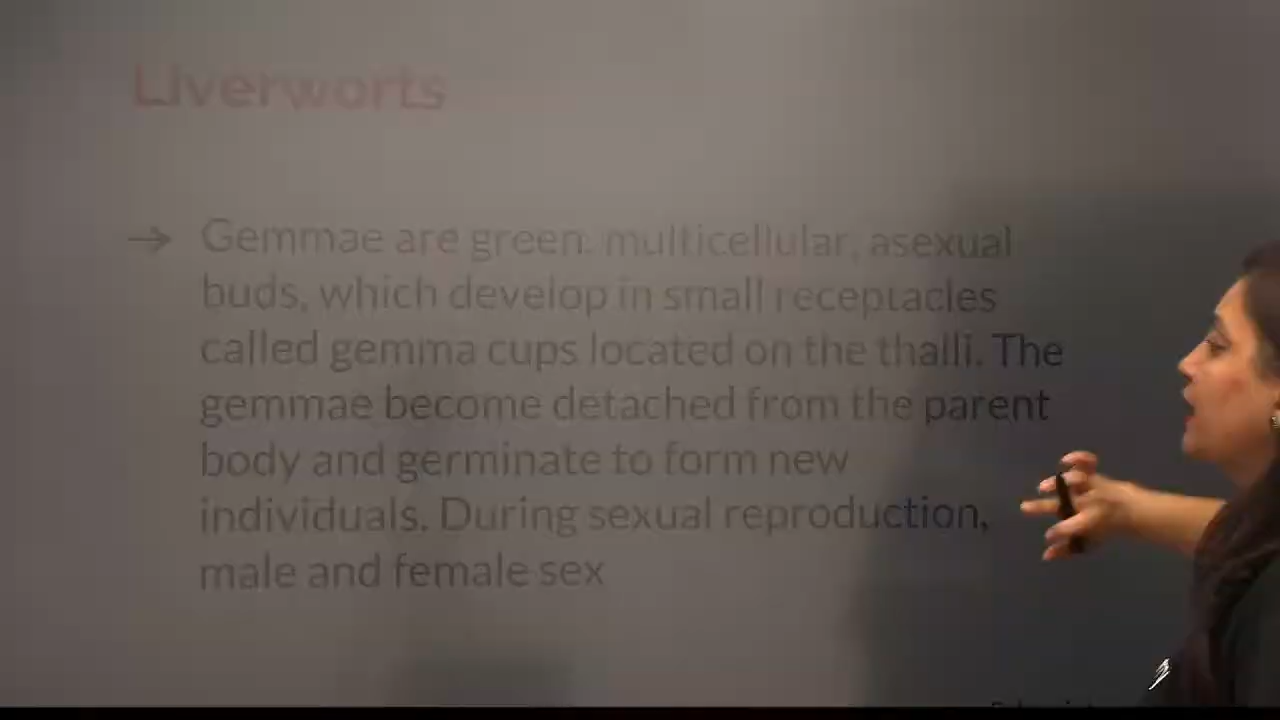 Liverworts
→ Gemmae are green, multicellular, asexual
buds, which develop in small receptacles
called gemma cups located on the thalli. The
gemmae become detached from the parent
body and germinate to form new
individuals. During sexual reproduction,
male and female sex